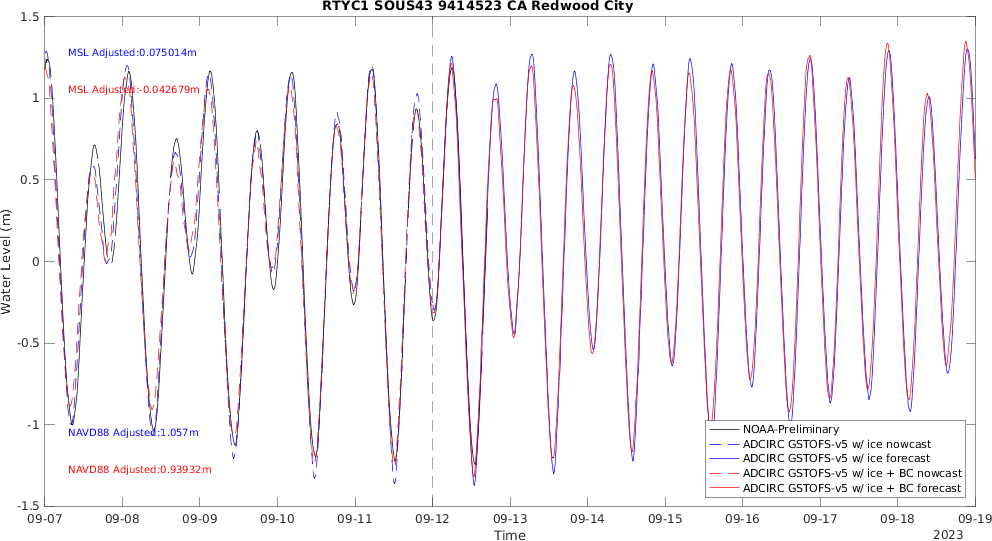 RTYC1 SOUS43 9414523 CA Redwood City
1.5
1
0.5
0
-0.5
-1
-1.5
Water Level (m)
MSL Adjusted:0.075014m
MSL Adjusted:-0.042679m
NAVD88 Adjusted:1.057m
NAVD88 Adjusted:0.93932m
NOAA-Preliminary
ADCIRC GSTOFS-v5 w/ ice nowcast
ADCIRC GSTOFS-v5 w/ ice forecast
ADCIRC GSTOFS-v5 w/ ice + BC nowcast
ADCIRC GSTOFS-v5 w/ ice + BC forecast
09-07 09-08 09-09 09-10 09-11 09-12 09-13 09-14 09-15 09-16 09-17 09-18 09-19
Time
2023